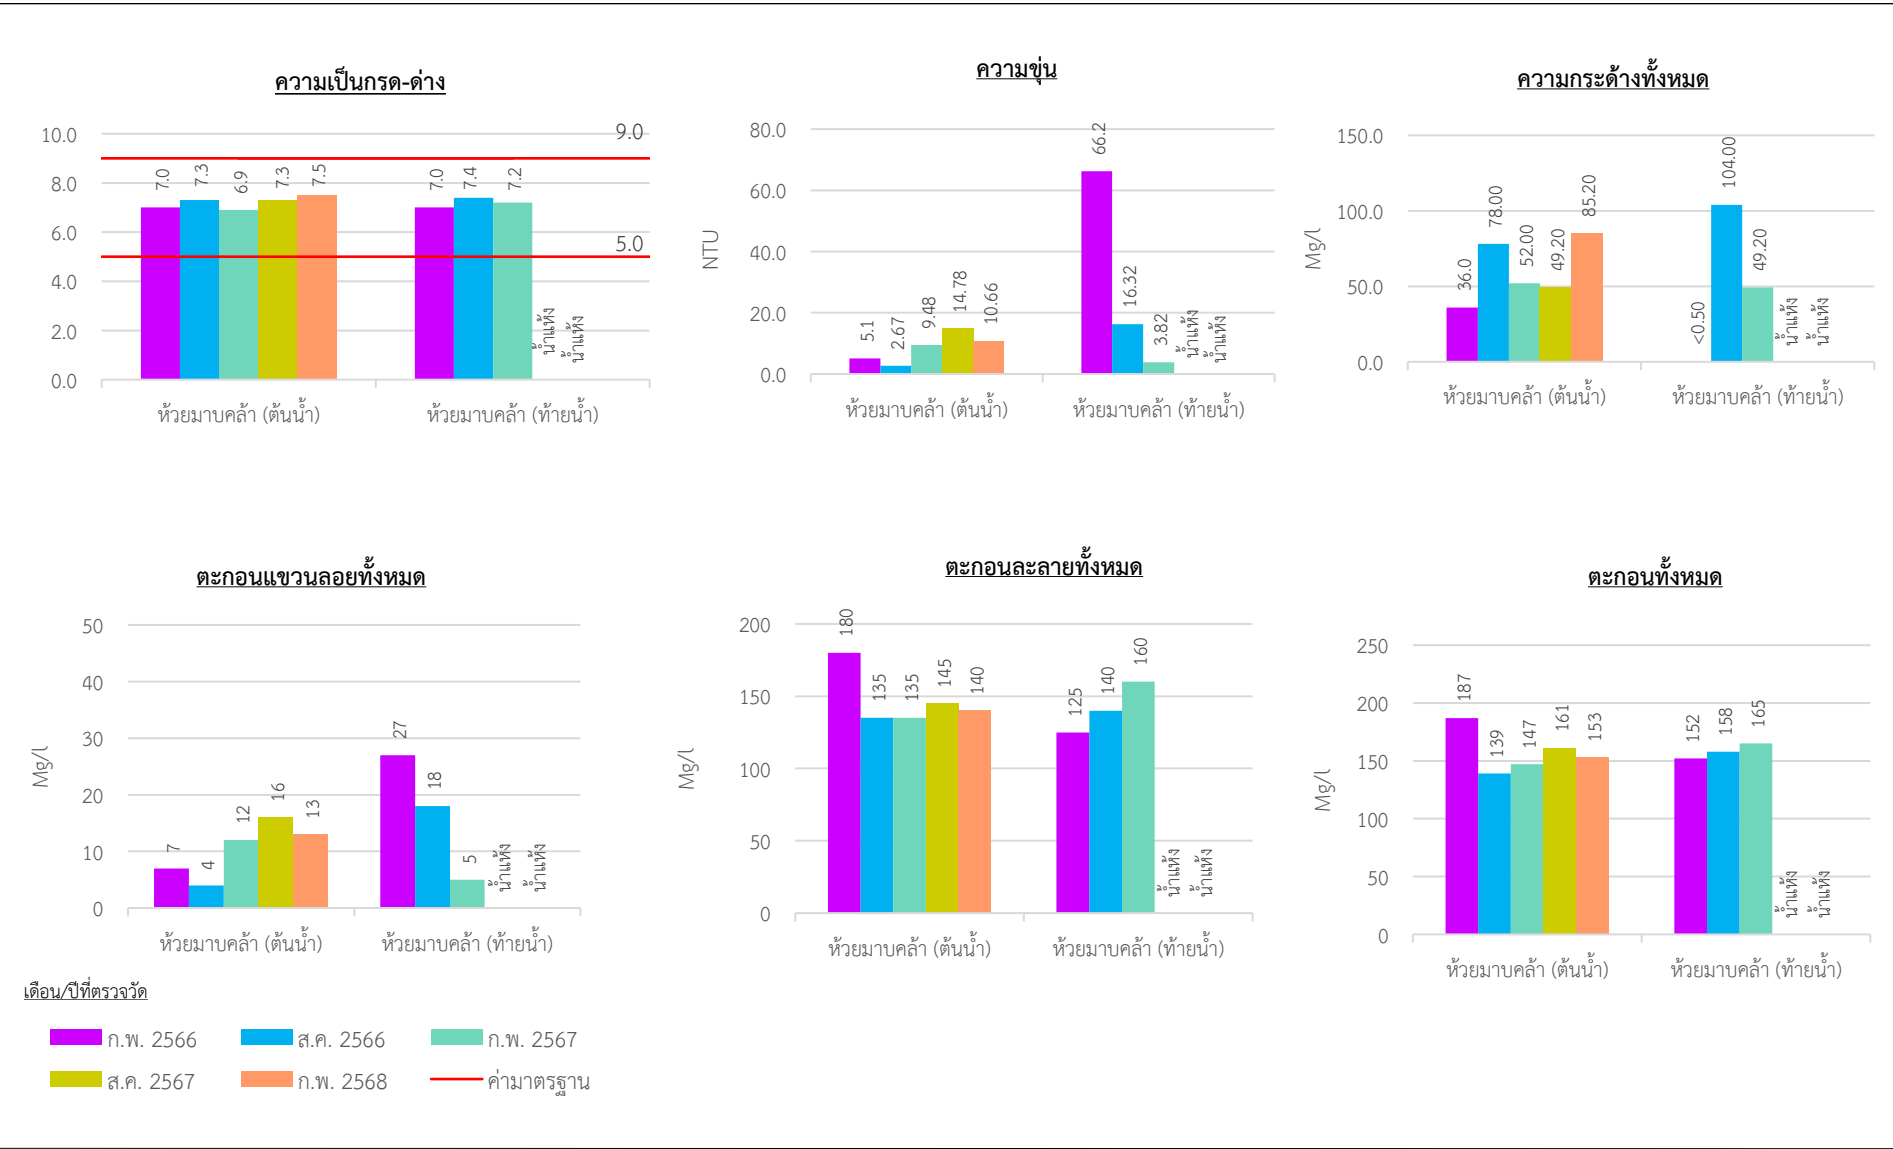 ความเป็นกรด-ด่าง
10.0
8.0
6.0
4.0
2.0
0.0
9.0
5.0
7.0
7.3
6.9
7.3
7.5
7.0
7.4
7.2
น้ำแห้ง
น้ำแห้ง
ห้วยมาบคล้า (ต้นน้ำ)
ห้วยมาบคล้า (ท้ายน้ำ)
ความขุ่น
NTU
80.0
60.0
40.0
20.0
0.0
5.1
2.67
9.48
14.78
10.66
66.2
16.32
3.82
น้ำแห้ง
น้ำแห้ง
ห้วยมาบคล้า (ต้นน้ำ)
ห้วยมาบคล้า (ท้ายน้ำ)
ความกระด้างทั้งหมด
Mg/l
150.0
100.0
50.0
0.0
36.0
78.00
52.00
49.20
85.20
<0.50
104.00
49.20
น้ำแห้ง
น้ำแห้ง
ห้วยมาบคล้า (ต้นน้ำ)
ห้วยมาบคล้า (ท้ายน้ำ)
ตะกอนแขวนลอยทั้งหมด
Mg/l
50
40
30
20
10
0
7
4
12
16
13
27
18
5
น้ำแห้ง
น้ำแห้ง
ห้วยมาบคล้า (ต้นน้ำ)
ห้วยมาบคล้า (ท้ายน้ำ)
ตะกอนละลายทั้งหมด
Mg/l
200
150
100
50
0
180
135
135
145
140
125
140
160
น้ำแห้ง
น้ำแห้ง
ห้วยมาบคล้า (ต้นน้ำ)
ห้วยมาบคล้า (ท้ายน้ำ)
ตะกอนทั้งหมด
Mg/l
250
200
150
100
50
0
187
139
147
161
153
152
158
165
น้ำแห้ง
น้ำแห้ง
ห้วยมาบคล้า (ต้นน้ำ)
ห้วยมาบคล้า (ท้ายน้ำ)
เดือน/ปีที่ตรวจวัด
ก.พ. 2566
ส.ค. 2566
ก.พ. 2567
ส.ค. 2567
ก.พ. 2568
ค่ามาตรฐาน